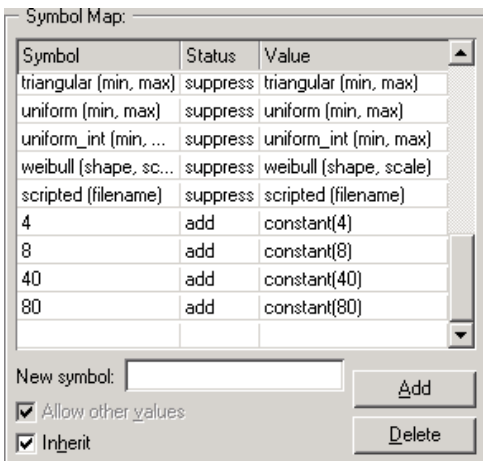 Symbol Map:
Symbol Status Value
triangular (min, max) suppress triangular (min, max)
uniform (min, max) suppress uniform (min, max)
uniform_int (min, ... suppress uniform_int (min, max)
weibull (shape, sc... suppress weibull (shape, scale)
scripted (filename) suppress scripted (filename)
4 add constant(4)
8 add constant(8)
40 add constant(40)
80 add constant(80)
New symbol:
Add
Allow other values
Inherit
Delete